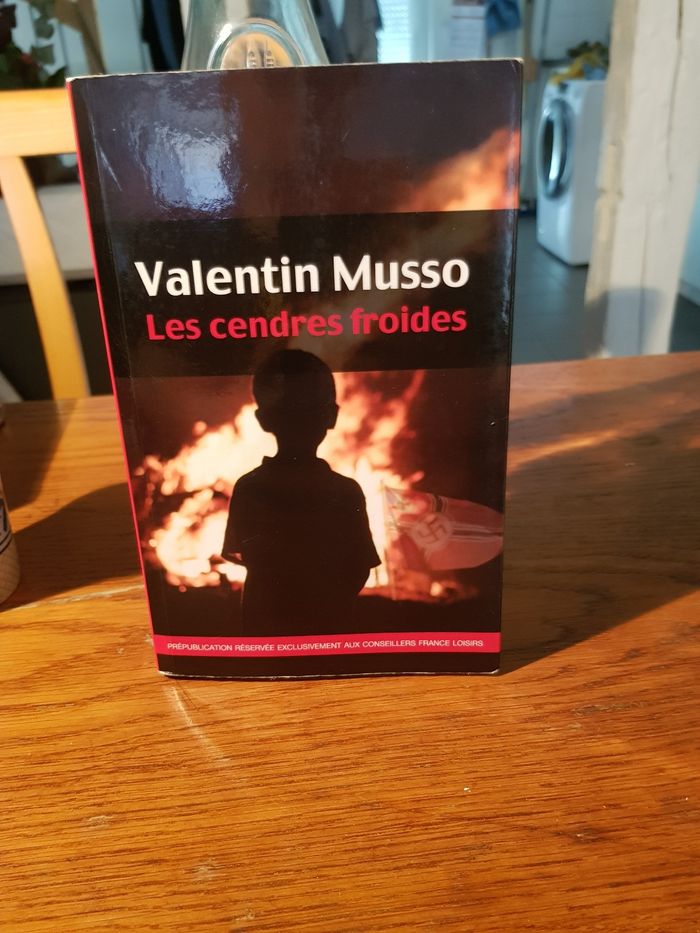 Valentin Musso
Les cendres froides
PRÉPUBLICATION RÉSERVÉE EXCLUSIVEMENT AUX CONSEILLERS FRANCE LOISIRS